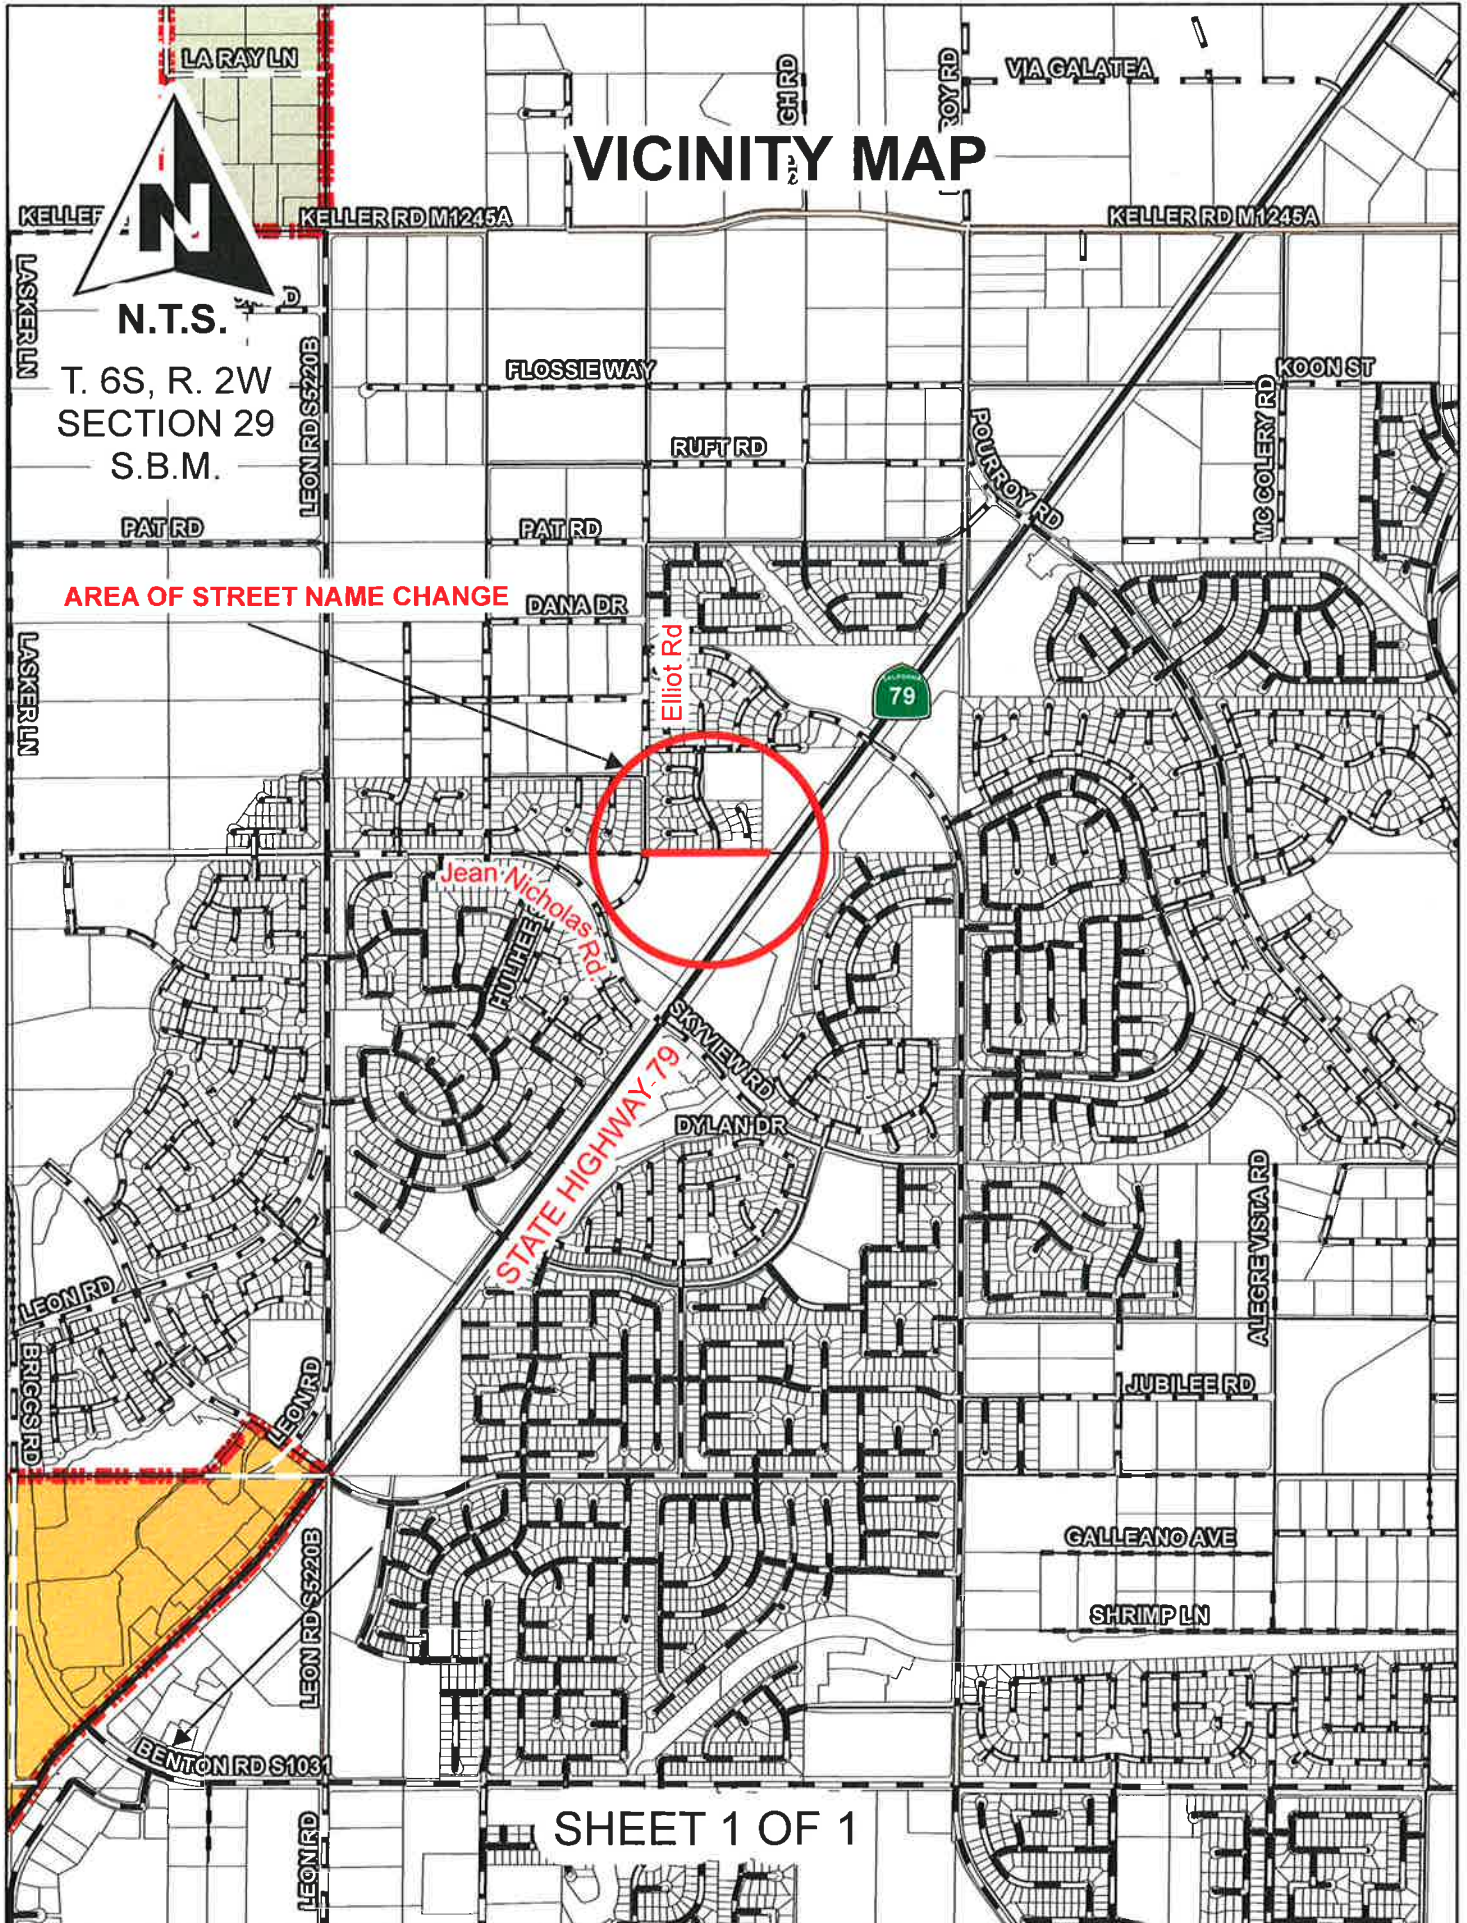 LA RAY LN
VIA GALATEA
VICINITY MAP
KELLER
KELLER RD M1245A
KELLER RD M1245A
N
LASKER LN
N.T.S.
T. 6S, R. 2W
SECTION 29
S.B.M.
LEON RD S5220B
FLOSSIE WAY
KOON ST
RUFT RD
MC COLERY RD
POURROY RD
PAT RD
PAT RD
AREA OF STREET NAME CHANGE
DANA DR
Elliot Rd
LASKER LN
CALIFORNIA
79
Jean Nicholas Rd.
SKYVIEW RD
STATE HIGHWAY-79
DYLAN DR
ALEGRE VISTA RD
LEON RD
BRIGGS RD
LEON RD
JUBILEE RD
LEON RD S5220B
GALLEANO AVE
SHRIMP LN
BENTON RD S1031
SHEET 1 OF 1
LEON RD